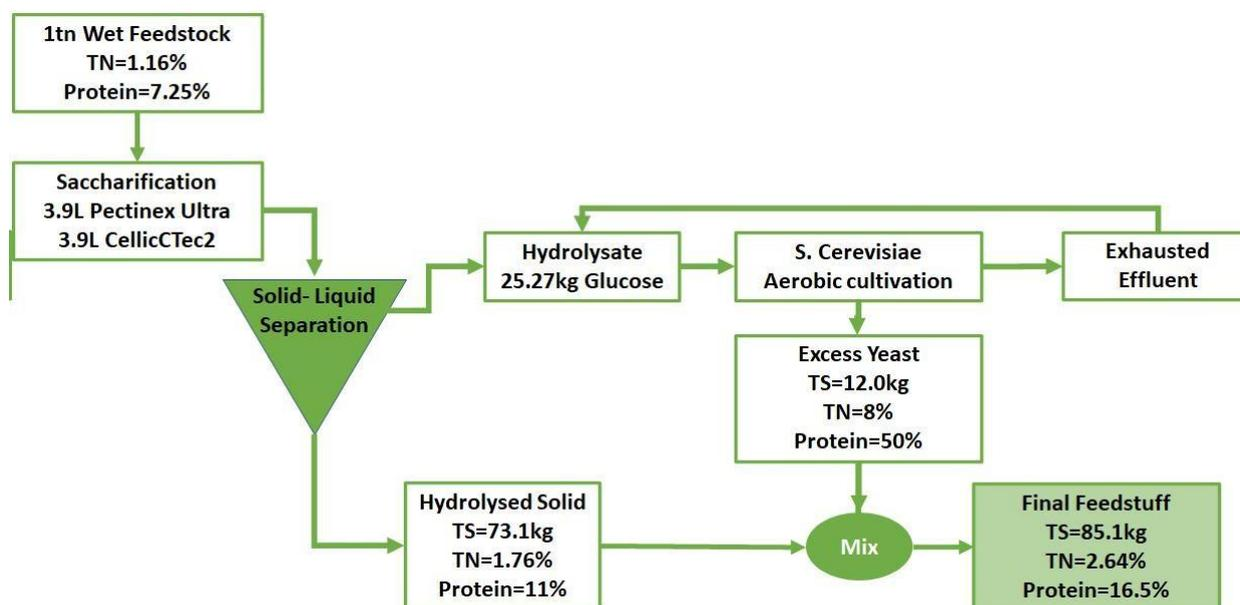 1tn Wet Feedstock
TN=1.16%
Protein=7.25%
Saccharification
3.9L Pectinex Ultra
3.9L CellicCTec2
Solid- Liquid
Separation
Hydrolysate
25.27kg Glucose
S. Cerevisiae
Aerobic cultivation
Exhausted
Effluent
Excess Yeast
TS=12.0kg
TN=8%
Protein=50%
Hydrolysed Solid
TS=73.1kg
TN=1.76%
Protein=11%
Mix
Final Feedstuff
TS=85.1kg
TN=2.64%
Protein=16.5%